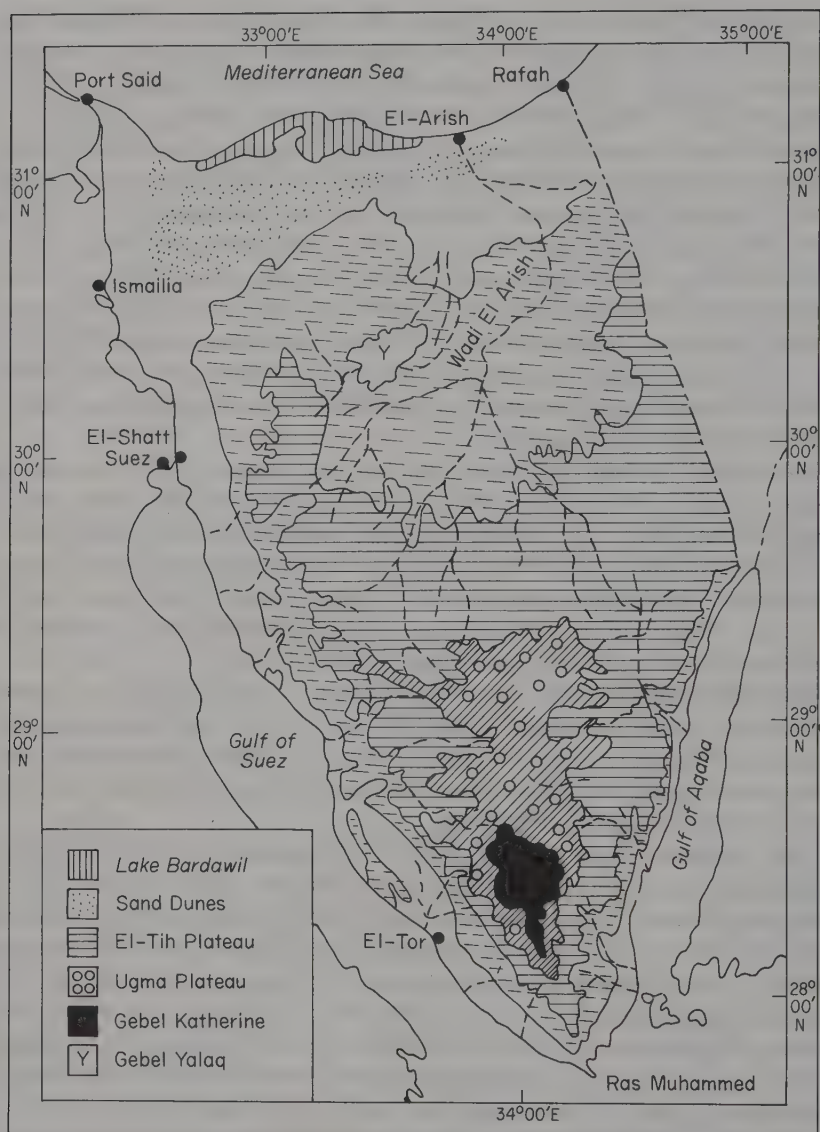 33°00'E
34°00'E
35°00'E
Mediterranean Sea
Rafah
Port Said
El-Arish
31°
00'
N
31°
00'
N
Ismailia
Wadi El Arish
Y
El-Shatt
Suez
30°
00'
N
30°
00'
N
29°
00'
N
29°
00'
N
Gulf of
Suez
Gulf of Aqaba
Lake Bardawil
Sand Dunes
El-Tih Plateau
Ugma Plateau
Gebel Katherine
Y Gebel Yalaq
El-Tor
28°
00'
N
Ras Muhammed
34°00'E